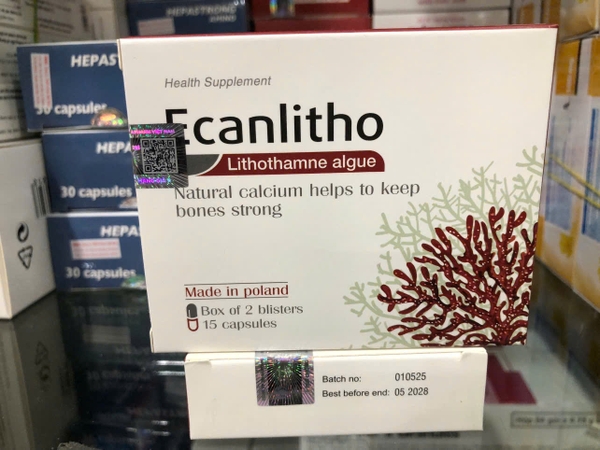 HEPASTRONG
HEPAS
30 capsules
HEPA
30 capsules
HEPA
30 capsules
Health Supplement
Ecanlitho
Lithothamne algue
Natural calcium helps to keep
bones strong
Made in poland
Box of 2 blisters
15 capsules
Batch no: 010525
Best before end: 05 2028